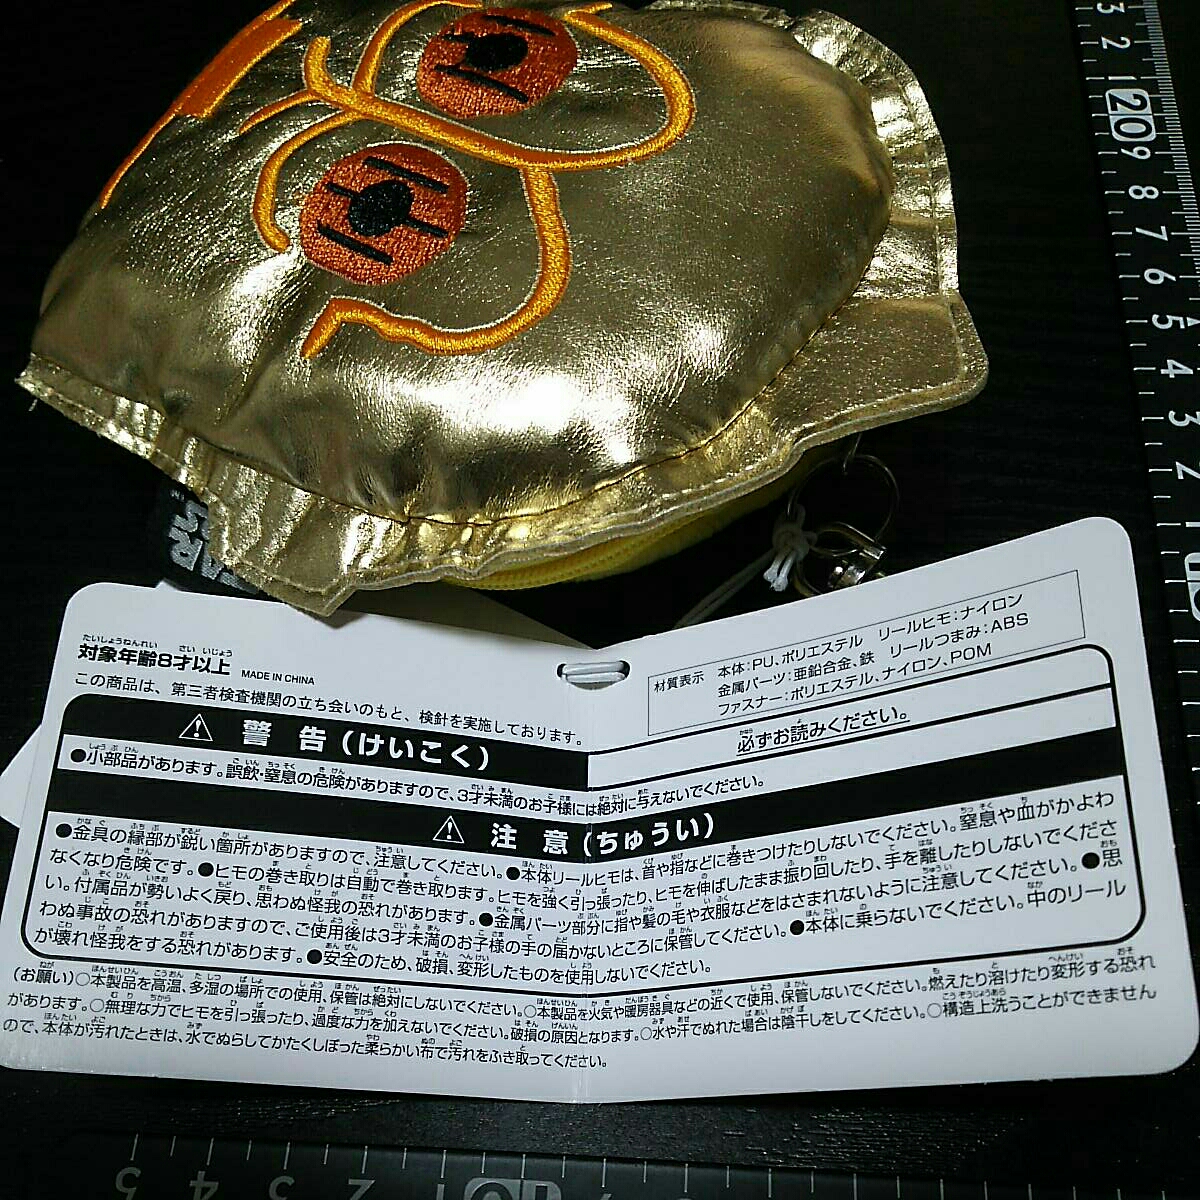 対象年齢8才以上 MADE IN CHINA
たいしょうねんれい さい いじょう
この商品は、第三者検査機関の立ち会いのもと、検針を実施しております。
材質表示 本体:PU、ポリエステル リールヒモ:ナイロン
金属パーツ:亜鉛合金、鉄 リールつまみ:ABS
ファスナー:ポリエステル、ナイロン、POM
警告(けいこく)
必ずお読みください。
●小部品があります。誤飲・窒息の危険がありますので、3才未満のお子様には絶対に与えないでください。
注意(ちゅうい)
●金具の縁部が鋭い箇所がありますので、注意してください。●本体リールヒモは、首や指などに巻きつけたりしないでください。窒息や血がかよわ
なくなり危険です。●ヒモの巻き取りは自動で巻き取ります。ヒモを強く引っ張ったり、ヒモを伸ばしたまま振り回したり、手を離したりしないでくださ
い。付属品が勢いよく戻り、思わぬ怪我の恐れがあります。●金属パーツ部分に指や髪の毛や衣服などをはさまれないように注意してください。●思
わぬ事故の恐れがありますので、ご使用後は3才未満のお子様の手の届かないところに保管してください。●本体に乗らないでください。中のリール
が壊れ怪我をする恐れがあります。●安全のため、破損、変形したものを使用しないでください。
(お願い)○本製品を高温、多湿の場所での使用、保管は絶対にしないでください。○本製品を火気や暖房器具などの近くで使用、保管しないでください。燃えたり溶けたり変形する恐れ
があります。○無理な力でヒモを引っ張ったり、過度な力を加えないでください。破損の原因となります。○水や汗でぬれた場合は陰干しをしてください。○構造上洗うことができません
ので、本体が汚れたときは、水でぬらしてかたくしぼった柔らかい布で汚れをふき取ってください。